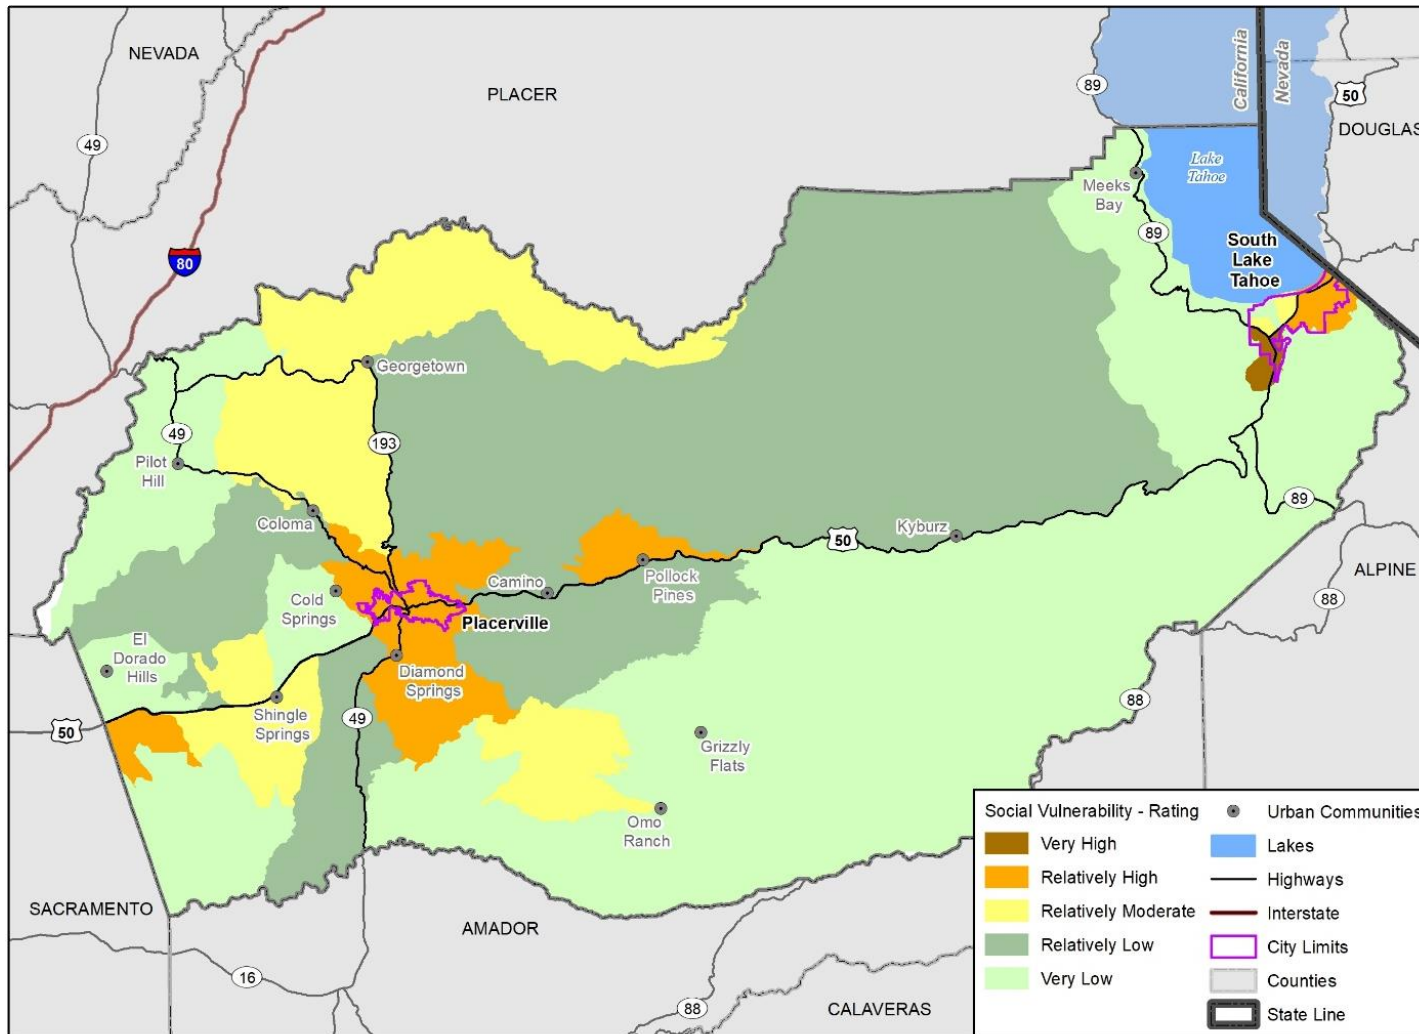 NEVADA
PLACER
California
Nevada
89
50
DOUGLAS
49
Lake
Tahoe
Meeks
Bay
89
South
Lake
Tahoe
80
Georgetown
49
193
Pilot
Hill
Coloma
Kyburz
50
89
Camino
Pollock
Pines
ALPINE
88
Cold
Springs
Placerville
El
Dorado
Hills
Diamond
Springs
Shingle
Springs
49
50
88
Grizzly
Flats
Omo
Ranch
SACRAMENTO
AMADOR
16
88
CALAVERAS
Social Vulnerability - Rating
Very High
Relatively High
Relatively Moderate
Relatively Low
Very Low
Urban Communities
Lakes
Highways
Interstate
City Limits
Counties
State Line